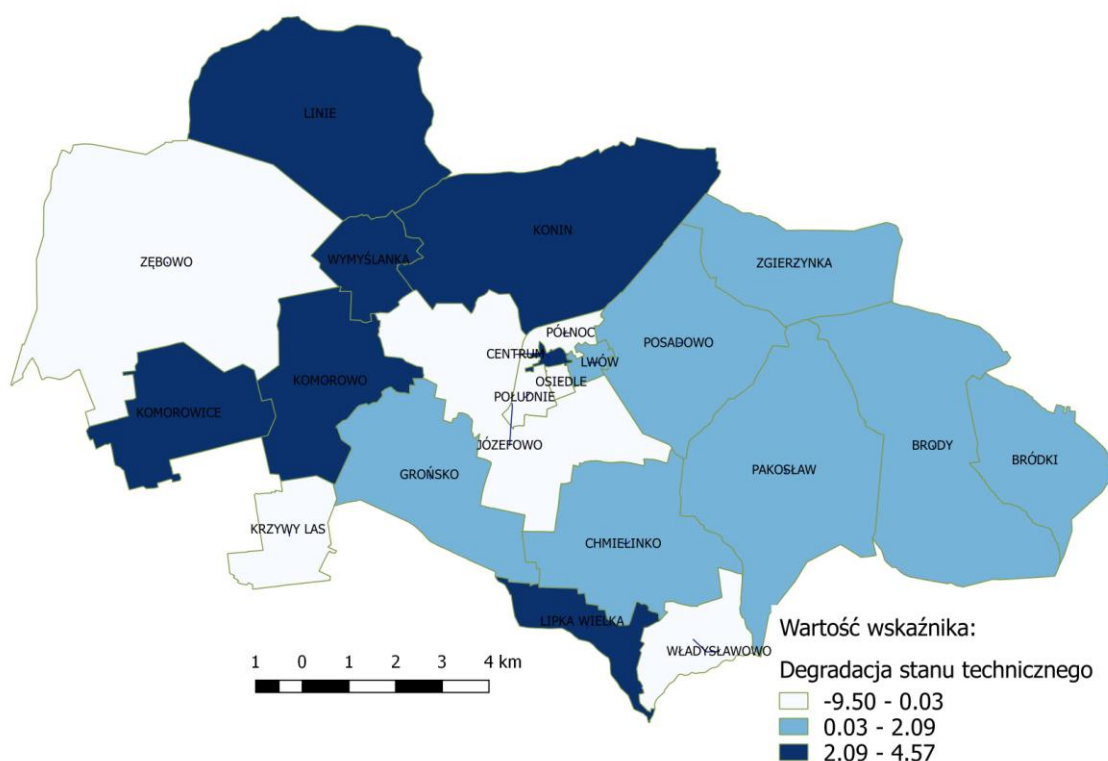 LINIE
KONIN
WYMYŚLANKA
ZĘBOWO
ZGIERZYNKA
PÓŁNOC
POSADOWO
CENTRUM
LWÓW
OSIEDLE
KOMOROWO
POŁUDNIE
KOMOROWICE
JÓZEFOWO
BRODY
BRÓDKI
GROŃSKO
PAKOSŁAW
KRZYWY LAS
CHMIELINKO
LIPKA WIELKA
WŁADYSŁAWOWO
1 0 1 2 3 4 km
Wartość wskaźnika:
Degradacja stanu technicznego
-9.50 - 0.03
0.03 - 2.09
2.09 - 4.57